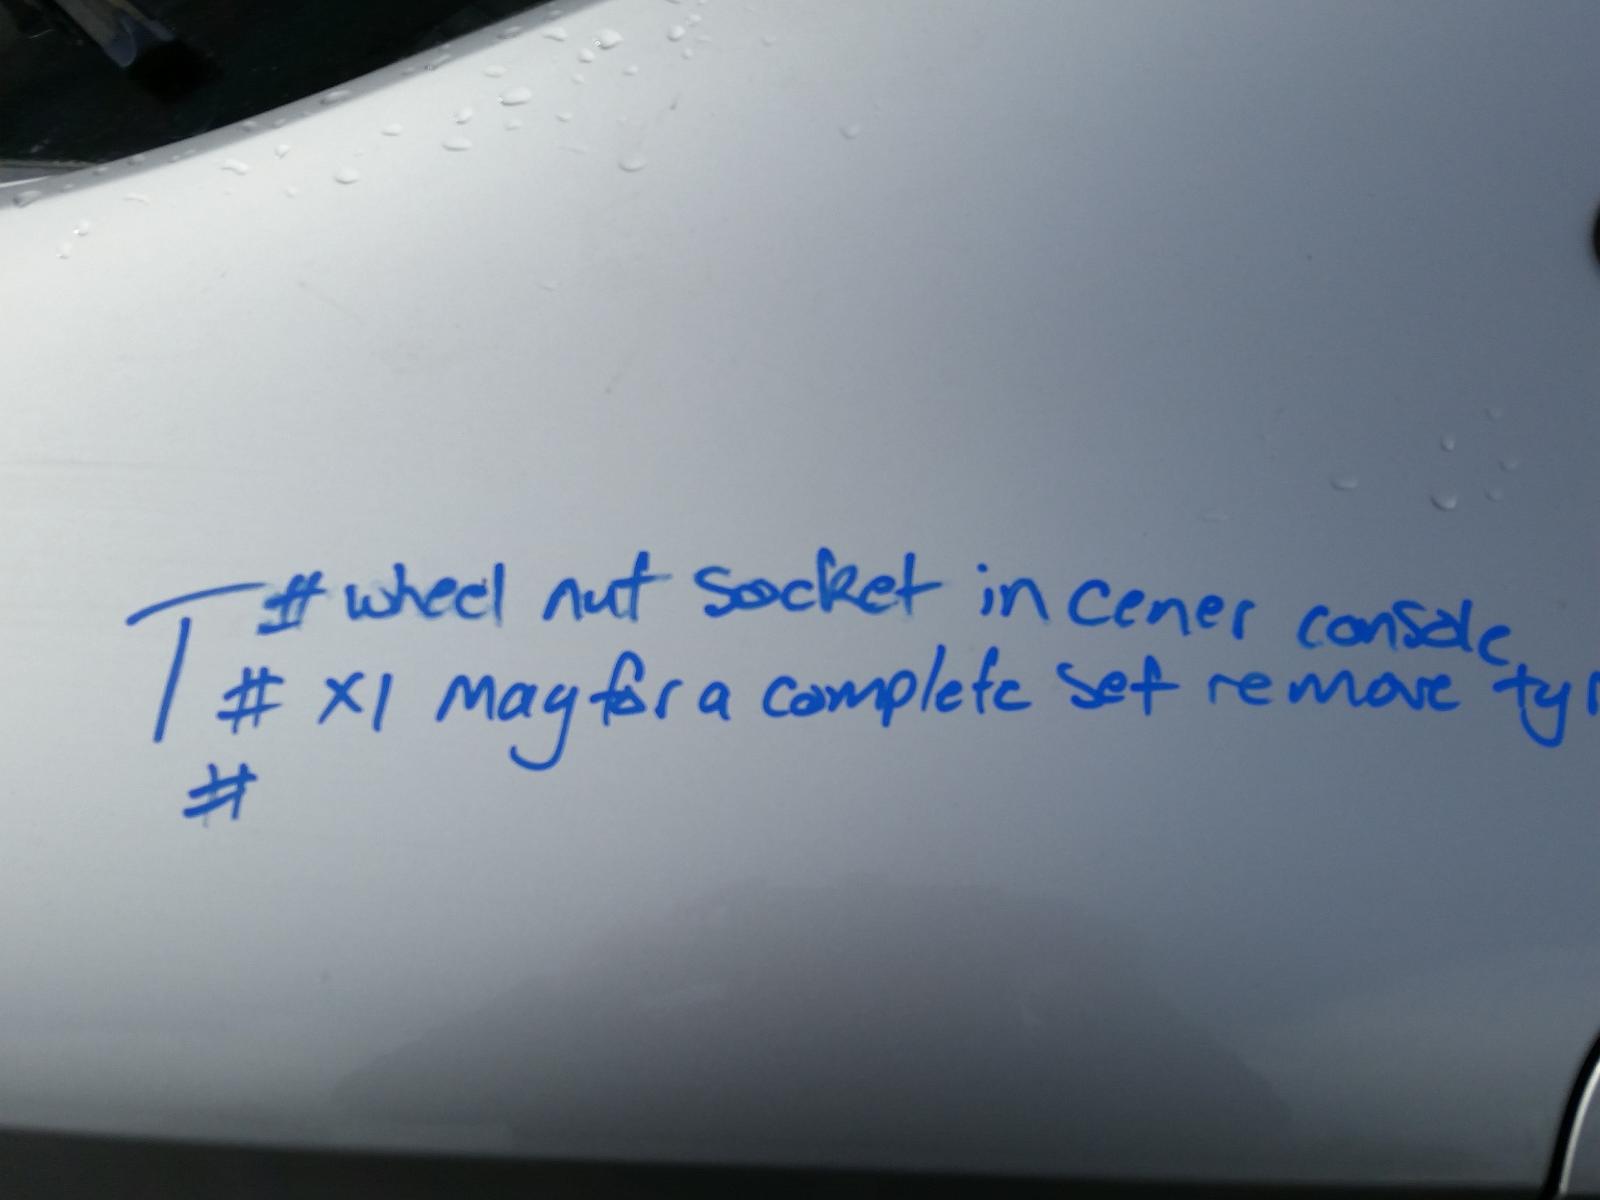 T # wheel nut socket in cener console
# X1 mag for a complete set remove
#